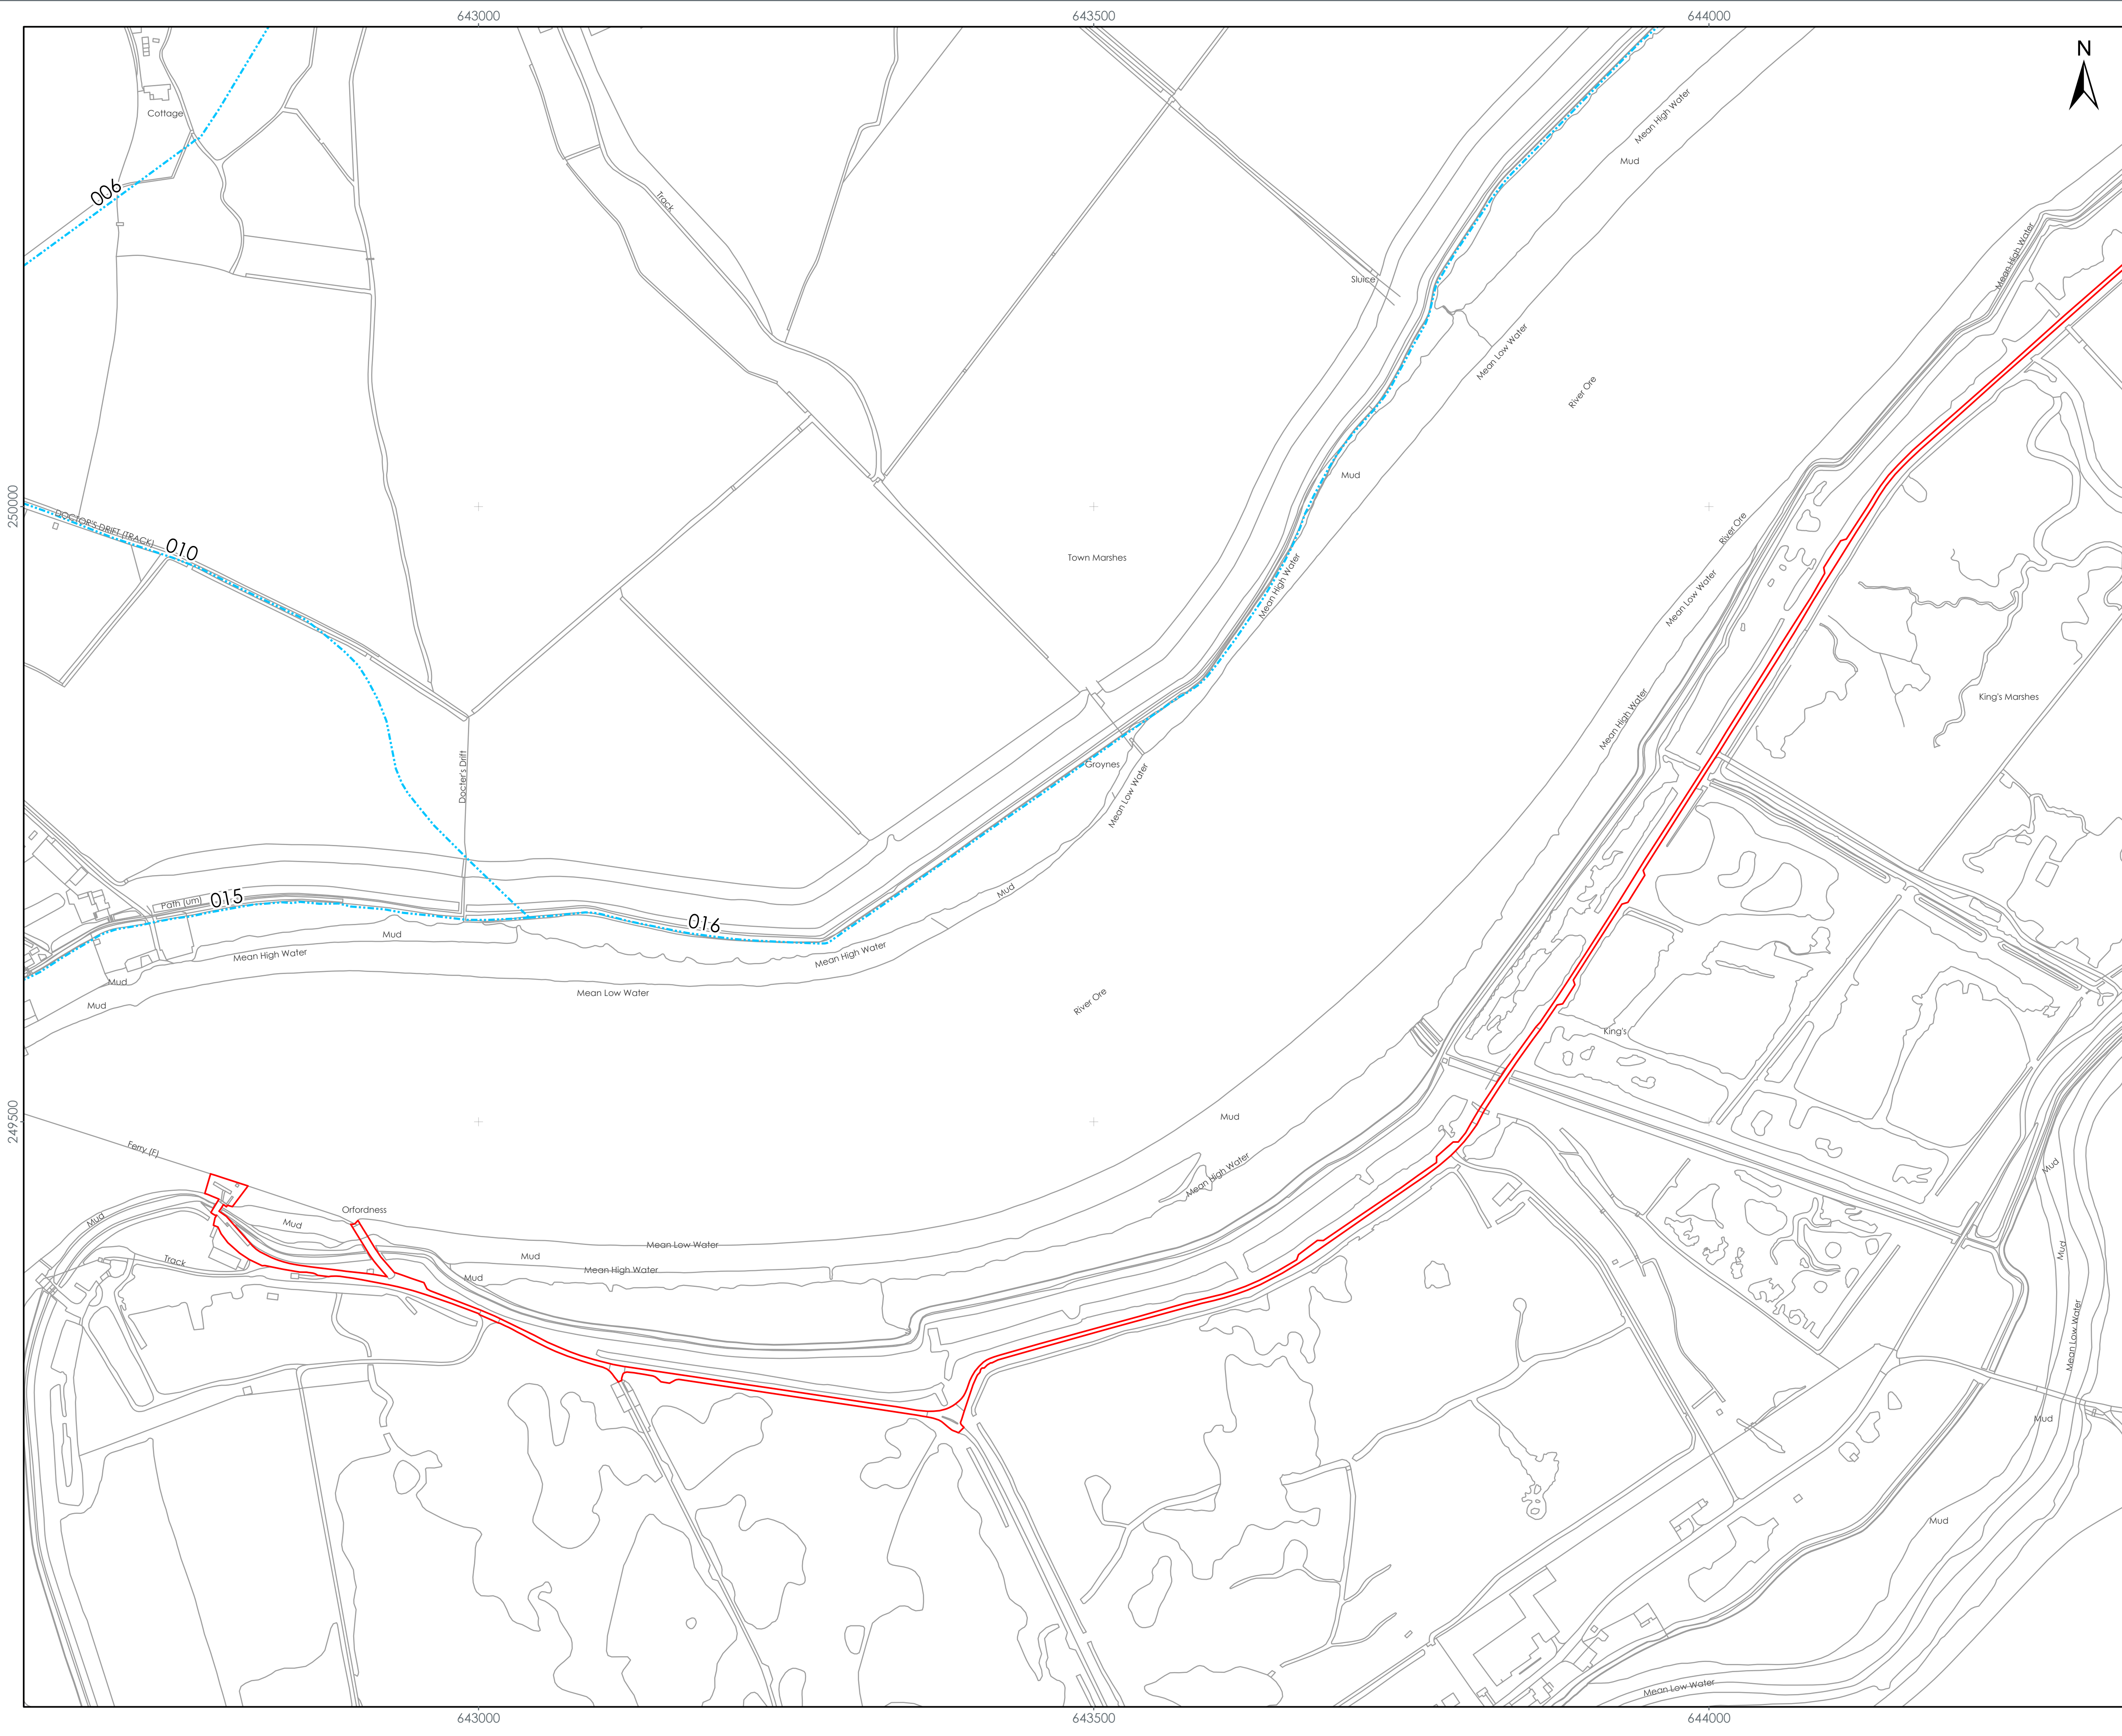 643000
643500
644000
N
Cottage
Mean High Water
Mud
006
Track
Mean High Water
Sluice
Mean Low Water
River Ore
Mud
250000
DOCTOR'S DRIFT (TRACK)
010
River Ore
Town Marshes
Mean High Water
Mean Low Water
King's Marshes
Mean High Water
Docter's Drift
Groynes
Mean Low Water
Path (um)
015
Mud
016
Mud
Mean High Water
Mean High Water
Mud
Mean Low Water
Mud
River Ore
King's
249500
Mud
Ferry (F)
Mean High Water
Mud
Orfordness
Mud
Mud
Mean Low Water
Mud
Mud
Track
Mean High Water
Mud
Mean Low Water
Mud
Mud
Mean Low Water
643000
643500
644000